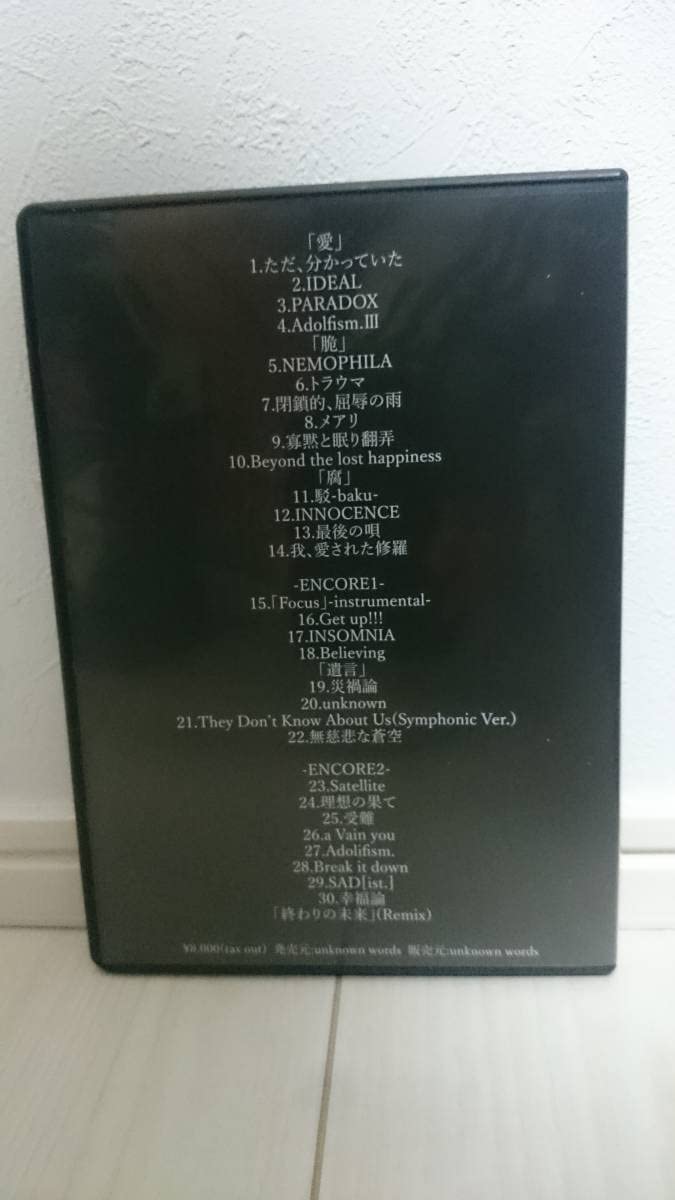 「愛」
1.ただ、分かっていた
2.IDEAL
3.PARADOX
4.Adolfism.III
「脆」
5.NEMOPHILA
6.トラウマ
7.閉鎖的、屈辱の雨
8.メアリ
9.寡黙と眠り翻弄
10.Beyond the lost happiness
「腐」
11.駁-baku-
12.INNOCENCE
13.最後の唄
14.我、愛された修羅
-ENCORE1-
15.「Focus」-instrumental-
16.Get up!!!
17.INSOMNIA
18.Believing
「遺言」
19.災禍論
20.unknown
21.They Don't Know About Us(Symphonic Ver.)
22.無慈悲な蒼空
-ENCORE2-
23.Satellite
24.理想の果て
25.受難
26.a Vain you
27.Adolifism.
28.Break it down
29.SAD[ist.]
30.幸福論
「終わりの未来」(Remix)
¥8,000(tax out) 発売元:unknown words 販売元:unknown words